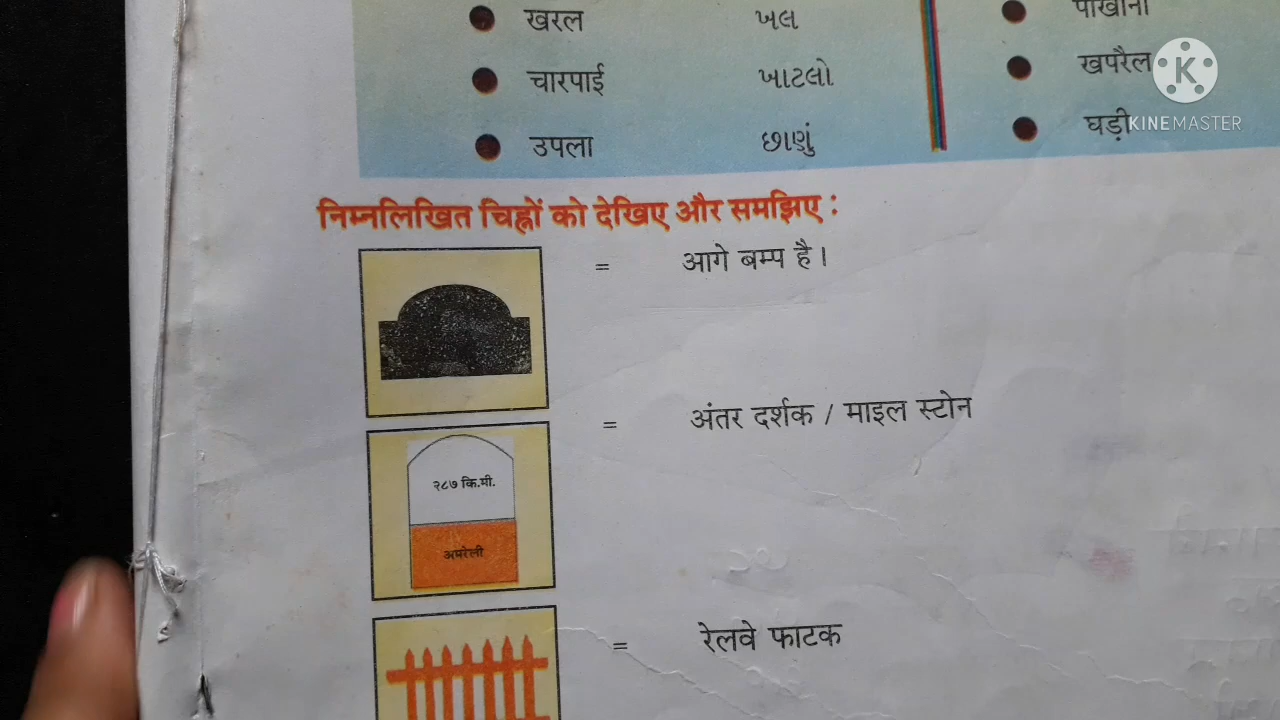 खरल ખલ
चारपाई ખાટલો
उपला છાણું
खपरैल
घड़ी
KINEMASTER
निम्नलिखित चिह्नों को देखिए और समझिए :
= आगे बम्प है।
= अंतर दर्शक / माइल स्टोन
२८७ कि.मी.
अमरेली
= रेलवे फाटक